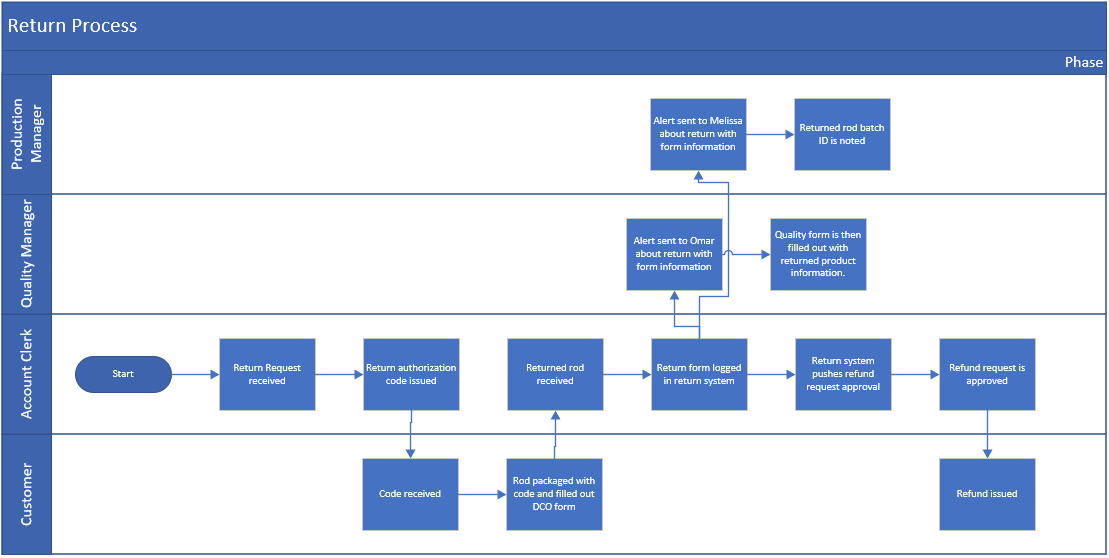 Return Process
Phase
Production
Manager
Alert sent to Melissa
about return with
form information
Returned rod batch
ID is noted
Quality Manager
Alert sent to Omar
about return with
form information
Quality form is then
filled out with
returned product
information.
Account Clerk
Start
Return Request
received
Return authorization
code issued
Returned rod
received
Return form logged
in return system
Return system
pushes refund
request approval
Refund request is
approved
Customer
Code received
Rod packaged with
code and filled out
DCO form
Refund issued